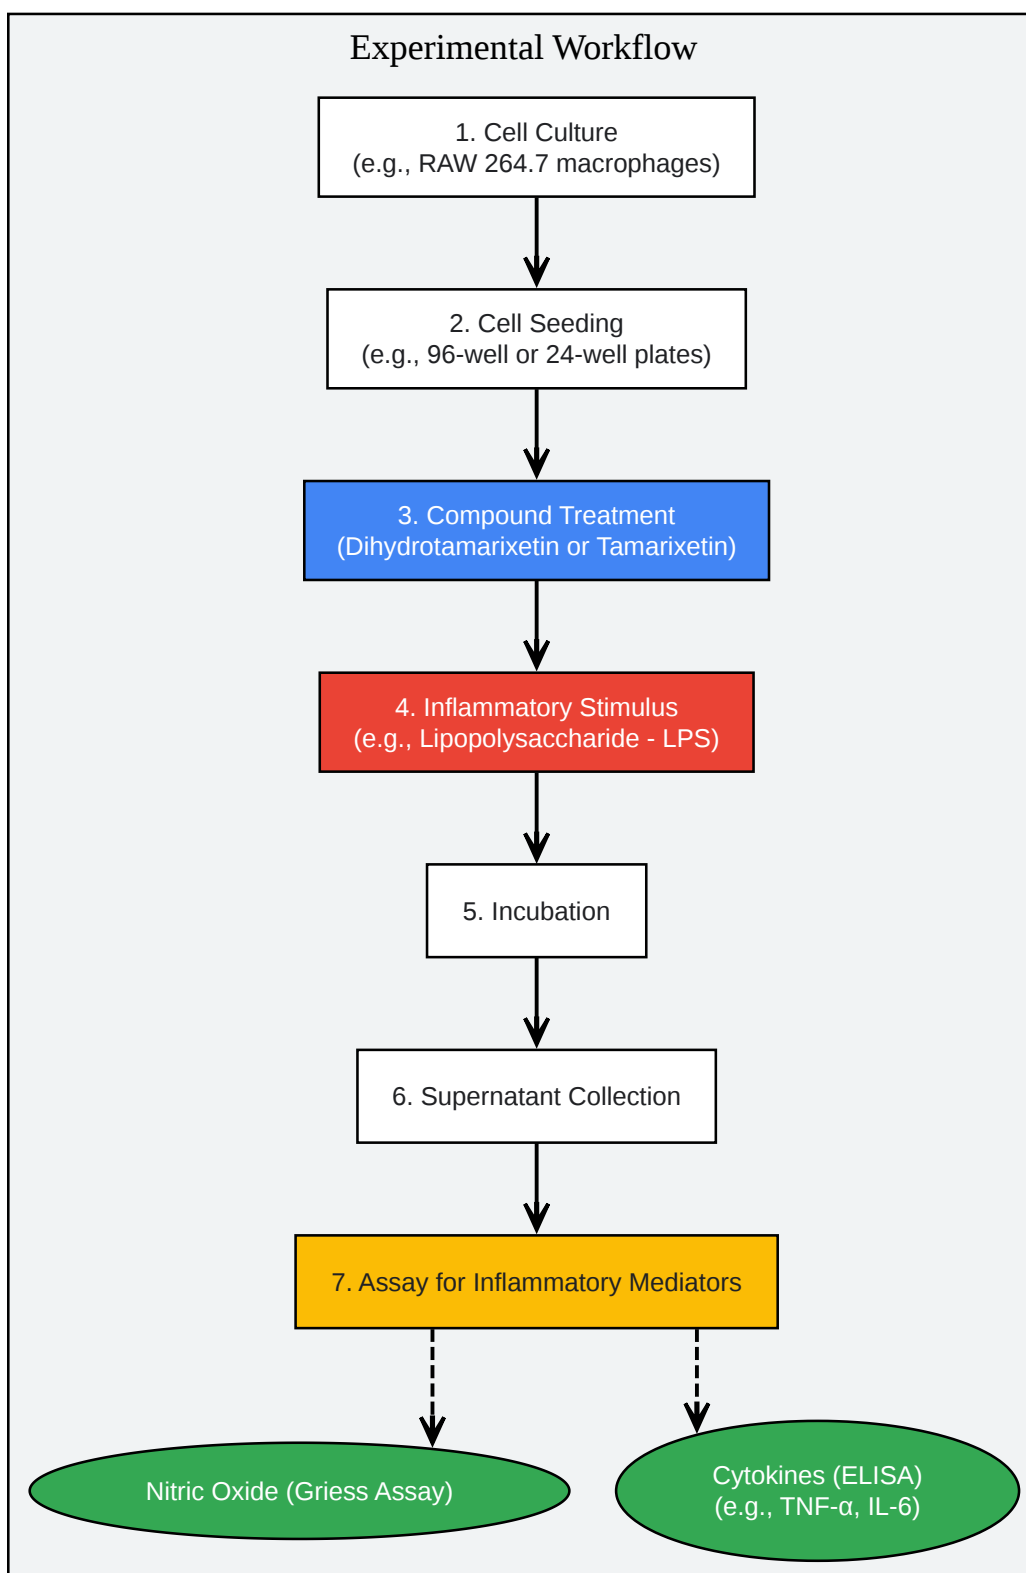 Experimental Workflow
1. Cell Culture
(e.g., RAW 264.7 macrophages)
2. Cell Seeding
(e.g., 96-well or 24-well plates)
3. Compound Treatment
(Dihydrotamarixetin or Tamarixetin)
4. Inflammatory Stimulus
(e.g., Lipopolysaccharide - LPS)
5. Incubation
6. Supernatant Collection
7. Assay for Inflammatory Mediators
Nitric Oxide (Griess Assay)
Cytokines (ELISA)
(e.g., TNF-α, IL-6)